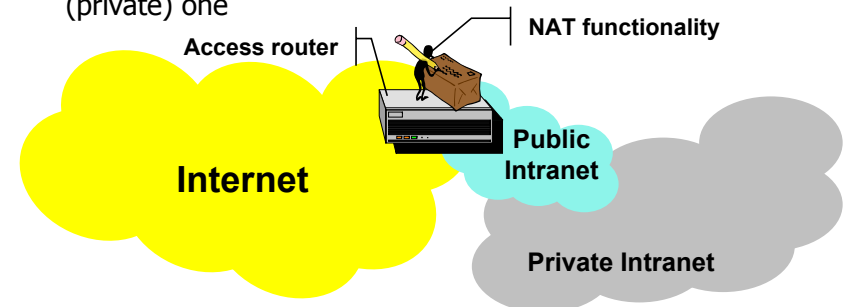 (private) one
Access router
NAT functionality
Public
Intranet
Internet
Private Intranet